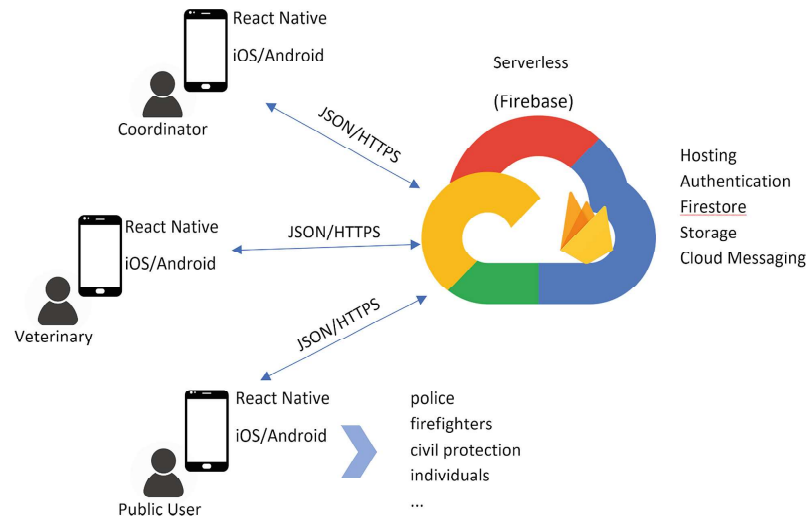 React Native
iOS/Android
Coordinator
JSON/HTTPS
Serverless
(Firebase)
Hosting
Authentication
Firestore
Storage
Cloud Messaging
React Native
iOS/Android
Veterinary
JSON/HTTPS
JSON/HTTPS
React Native
iOS/Android
Public User
police
firefighters
civil protection
individuals
...